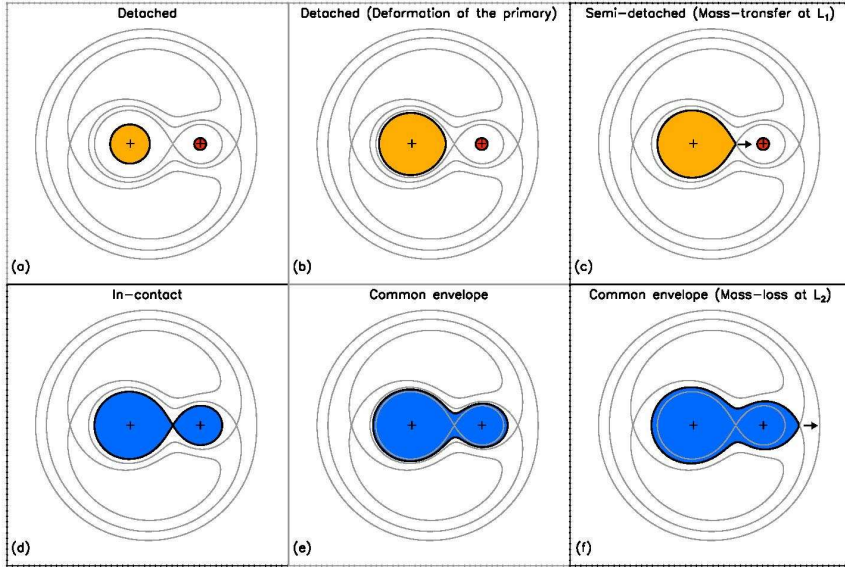 Detached
Detached (Deformation of the primary)
Semi-detached (Mass-transfer at L₁)
(a)
(b)
(c)
In-contact
Common envelope
Common envelope (Mass-loss at L₂)
(d)
(e)
(f)